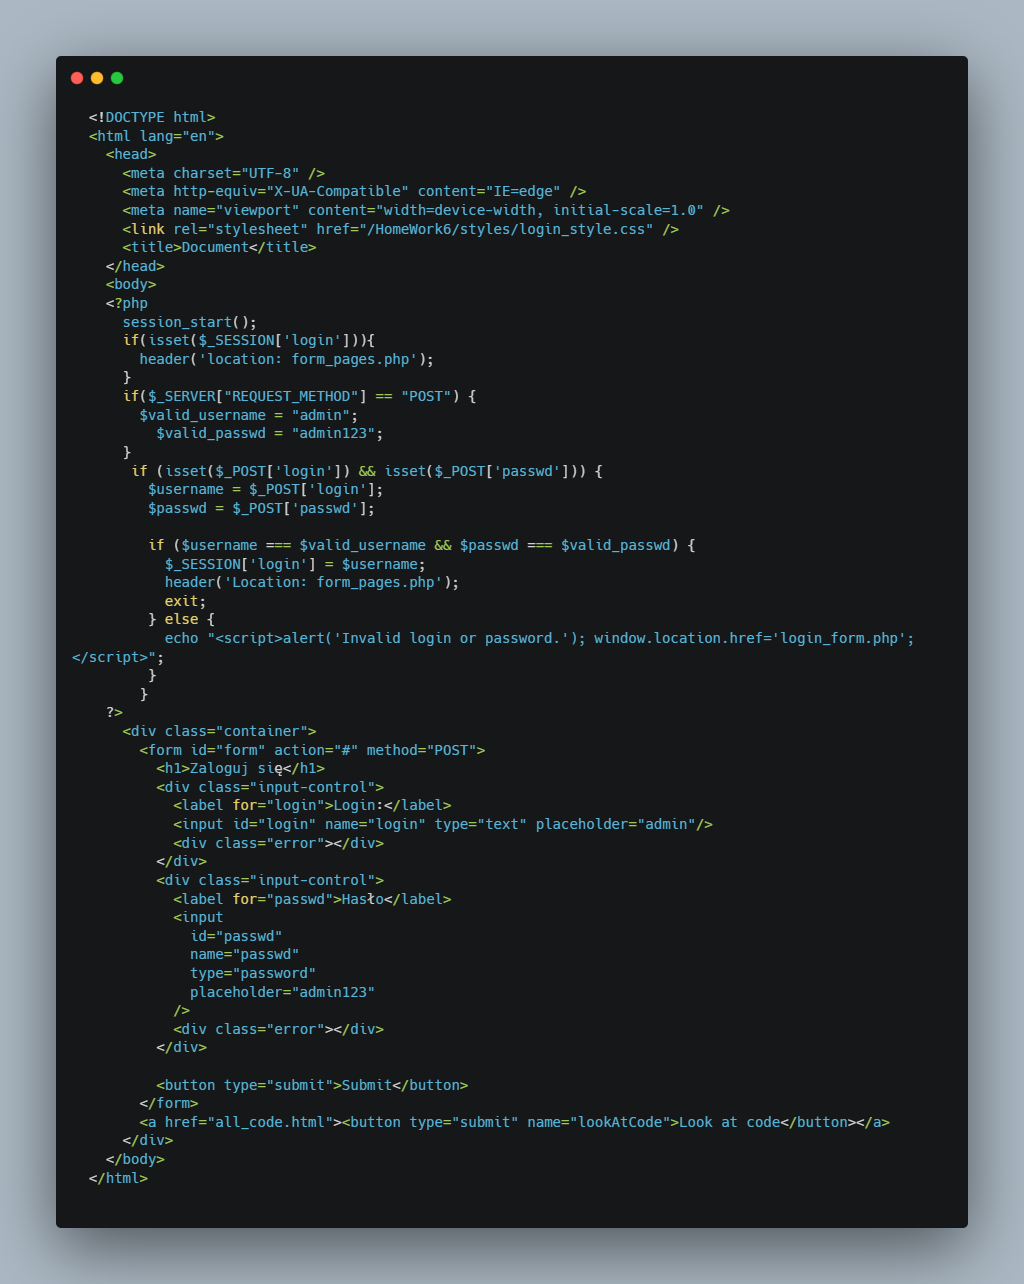 <!DOCTYPE html>
<html lang="en">
<head>
<meta charset="UTF-8" />
<meta http-equiv="X-UA-Compatible" content="IE=edge" />
<meta name="viewport" content="width=device-width, initial-scale=1.0" />
<link rel="stylesheet" href="/HomeWork6/styles/login_style.css" />
<title>Document</title>
</head>
<body>
<?php
session_start();
if(isset($_SESSION['login'])){
header('location: form_pages.php');
}
if($_SERVER["REQUEST_METHOD"] == "POST") {
$valid_username = "admin";
$valid_passwd = "admin123";
}
if (isset($_POST['login']) && isset($_POST['passwd'])) {
$username = $_POST['login'];
$passwd = $_POST['passwd'];
if ($username === $valid_username && $passwd === $valid_passwd) {
$_SESSION['login'] = $username;
header('Location: form_pages.php');
exit;
} else {
echo "<script>alert('Invalid login or password.'); window.location.href='login_form.php';
</script>";
}
}
?>
<div class="container">
<form id="form" action="#" method="POST">
<h1>Zaloguj się</h1>
<div class="input-control">
<label for="login">Login:</label>
<input id="login" name="login" type="text" placeholder="admin"/>
<div class="error"></div>
</div>
<div class="input-control">
<label for="passwd">Hasło</label>
<input
id="passwd"
name="passwd"
type="password"
placeholder="admin123"
/>
<div class="error"></div>
</div>
<button type="submit">Submit</button>
</form>
<a href="all_code.html"><button type="submit" name="lookAtCode">Look at code</button></a>
</div>
</body>
</html>